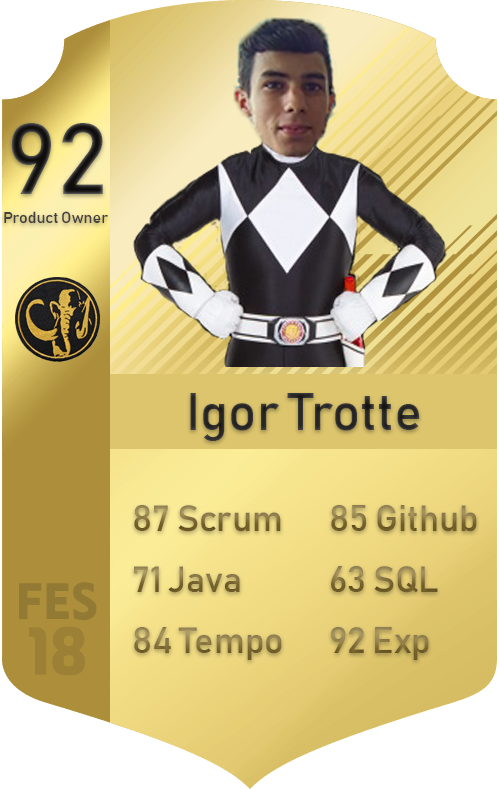 92
Product Owner
Igor Trotte
87 Scrum 85 Github
71 Java 63 SQL
84 Tempo 92 Exp
FES
18